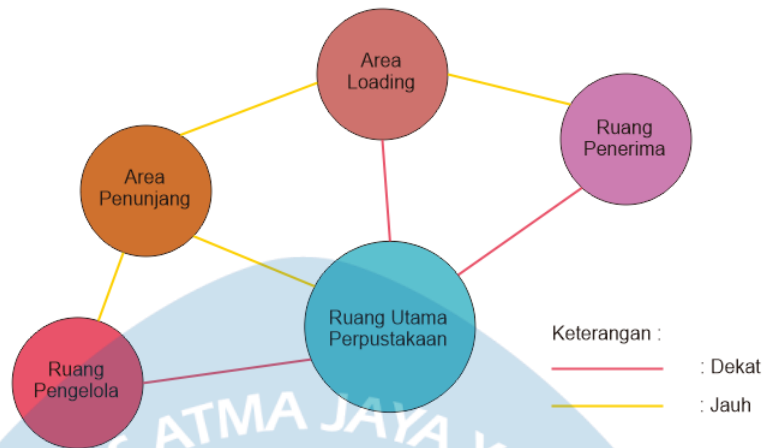 Area
Loading
Ruang
Penerima
Area
Penunjang
Ruang Utama
Perpustakaan
Ruang
Pengelola
Keterangan :
: Dekat
: Jauh
ATMA JAYA